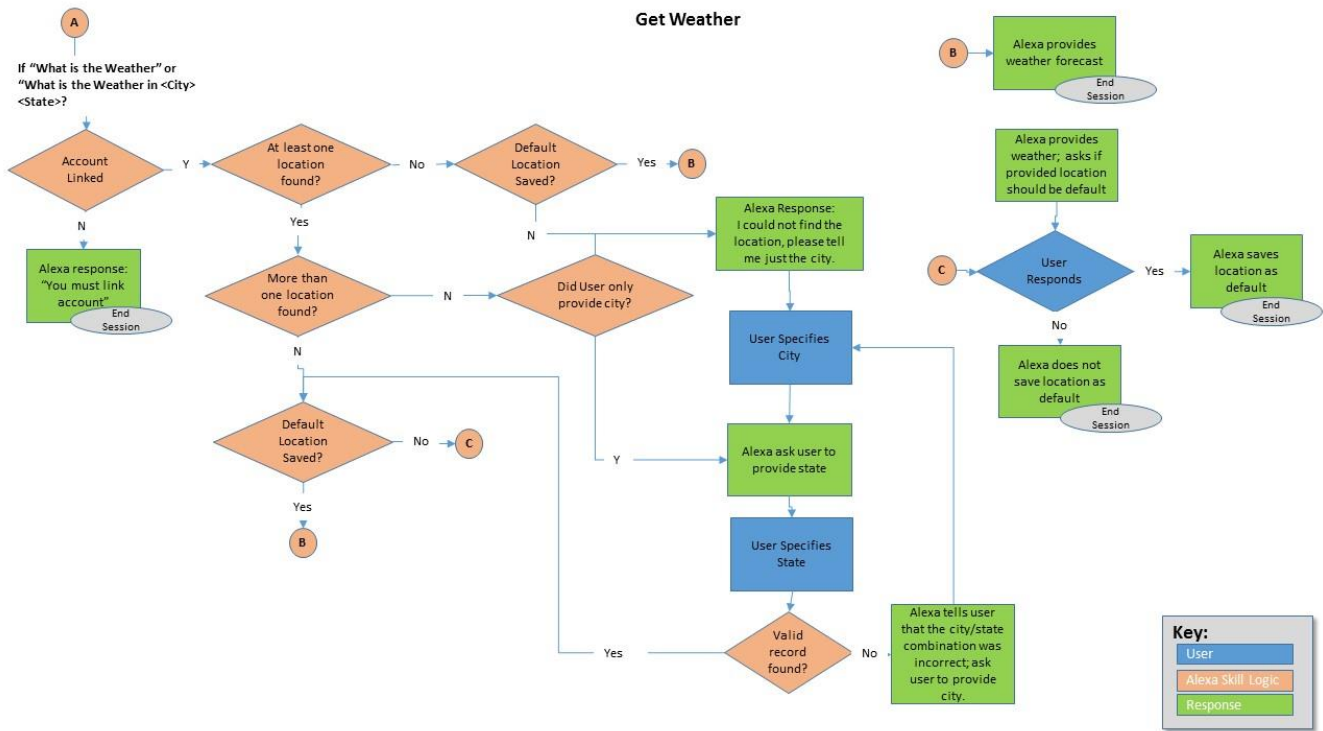 Get Weather
A
If “What is the Weather” or
“What is the Weather in <City>
<State>?
Account
Linked
Y
At least one
location
found?
No
Default
Location
Saved?
Yes
B
N
Alexa response:
“You must link
account”
End
Session
Yes
More than
one location
found?
N
Did User only
provide city?
N
Alexa Response:
I could not find the
location, please tell
me just the city.
User Specifies
City
N
Default
Location
Saved?
No
C
Yes
B
Y
Alexa ask user to
provide state
User Specifies
State
Valid
record
found?
Yes
No
Alexa tells user
that the city/state
combination was
incorrect; ask
user to provide
city.
B
Alexa provides
weather forecast
End
Session
Alexa provides
weather; asks if
provided location
should be default
C
User
Responds
Yes
Alexa saves
location as
default
End
Session
No
Alexa does not
save location as
default
End
Session
Key:
User
Alexa Skill Logic
Response